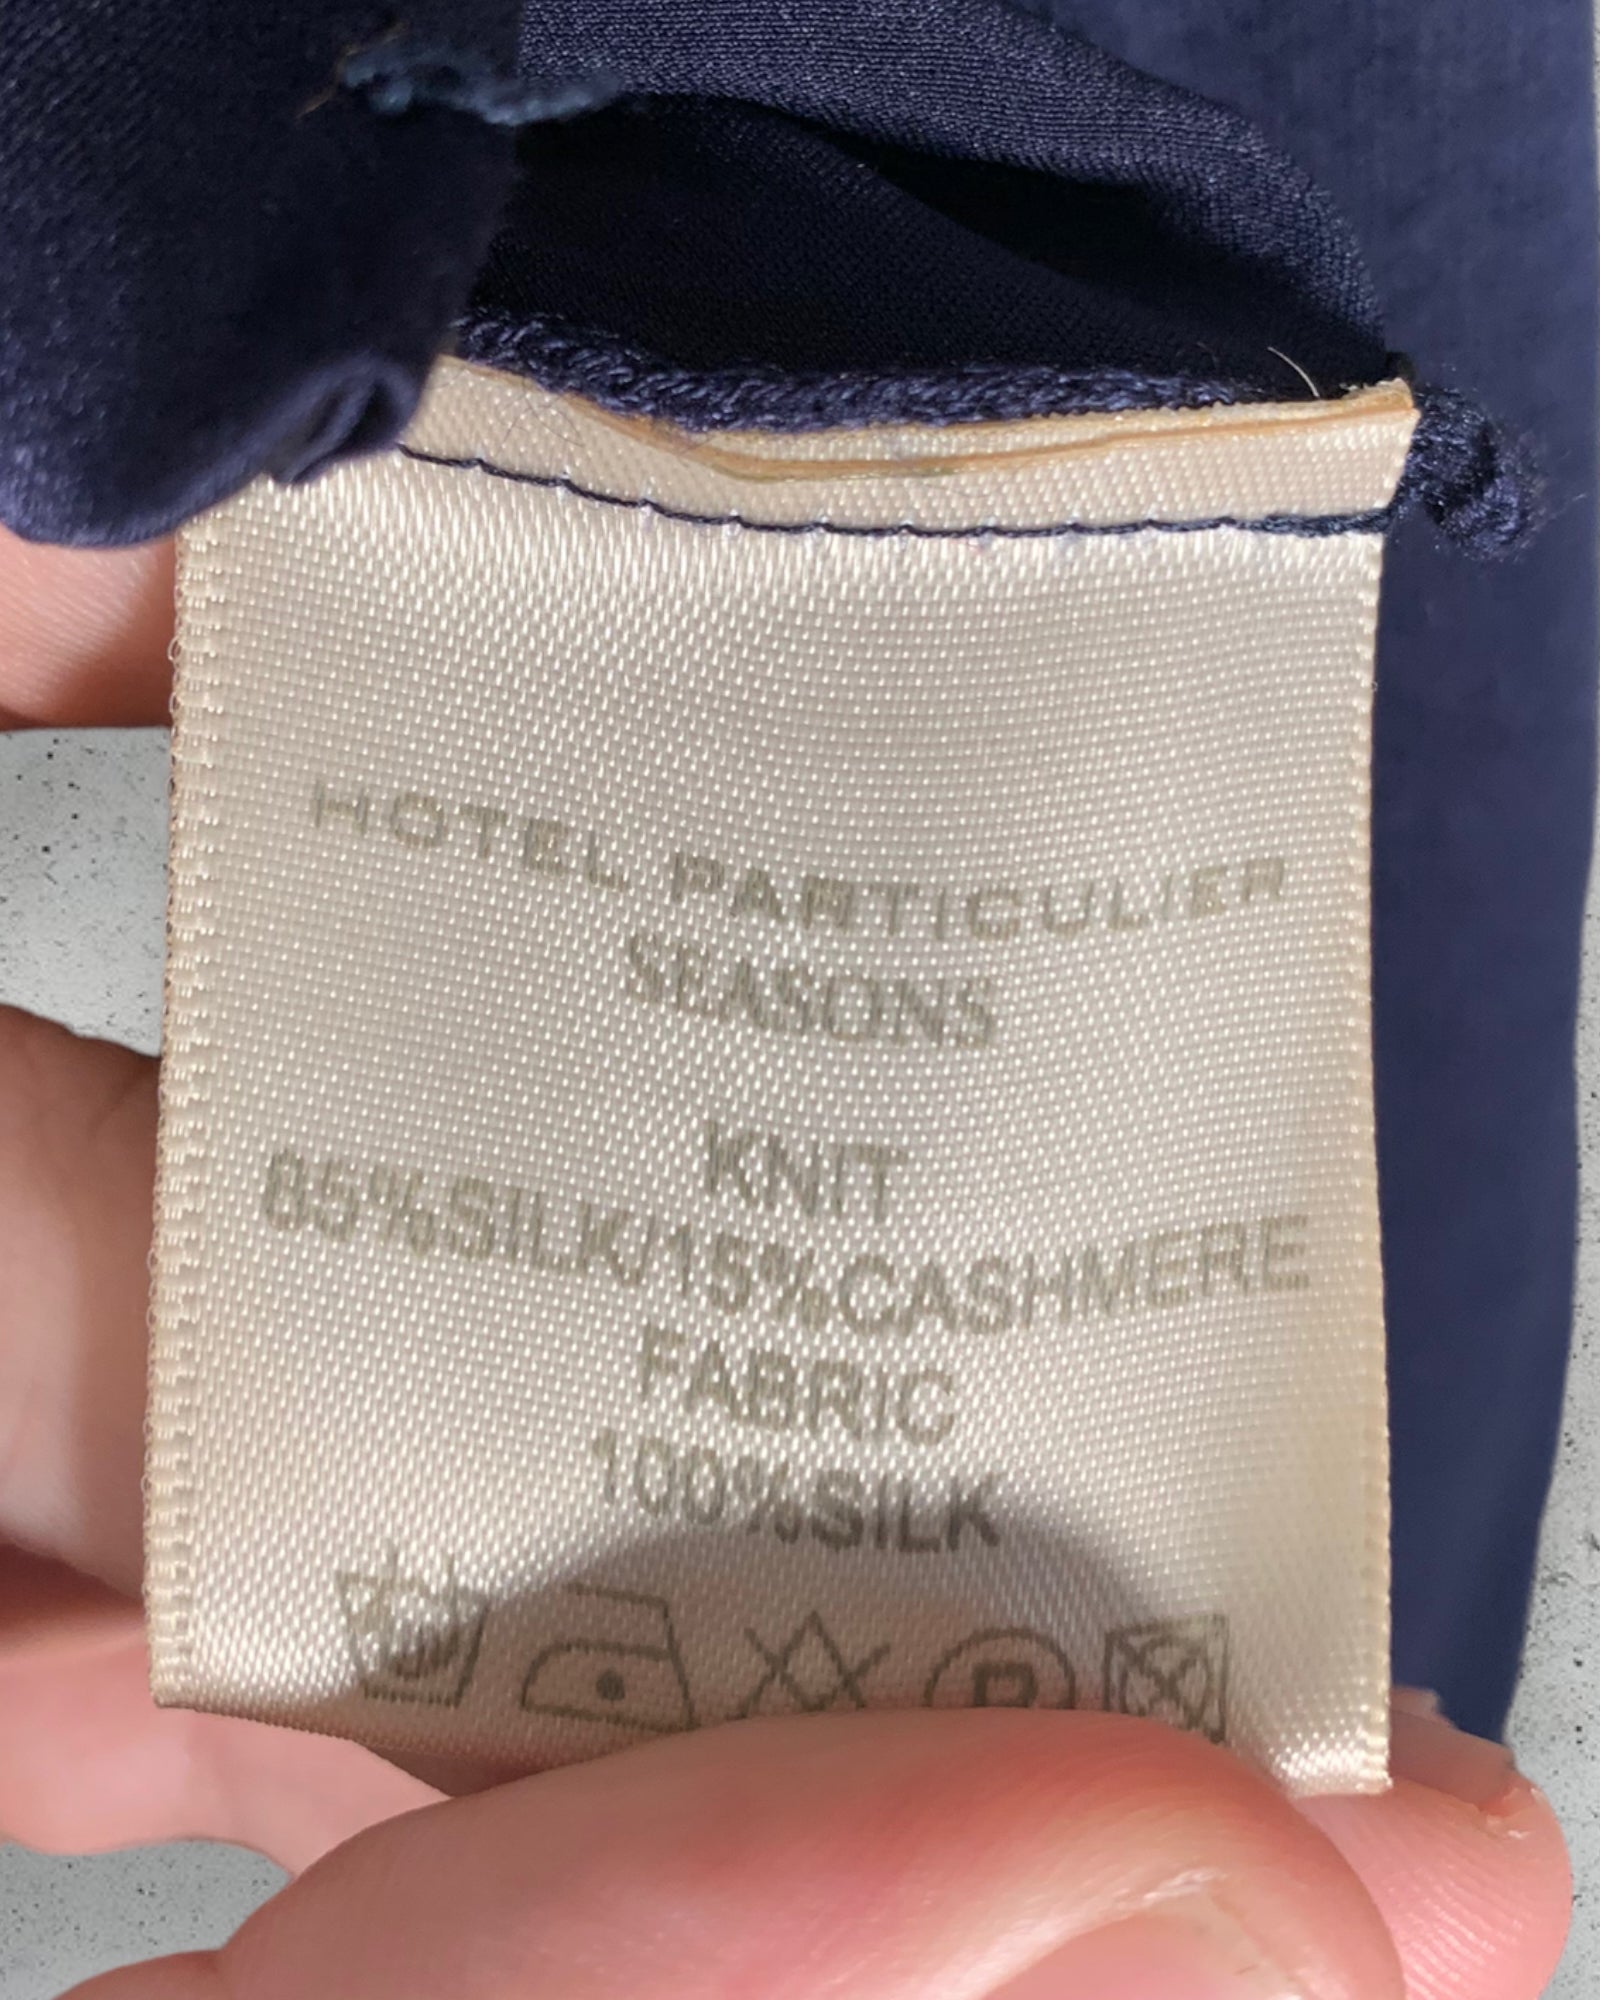 HOTEL PARTICULIER
SEASONS
KNIT
85%SILK/15%CASHMERE
FABRIC
100%SILK
P